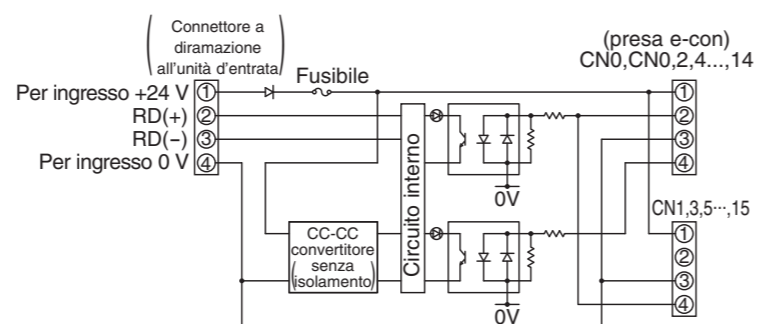 Connettore a
diramazione
all'unità d'entrata
(presa e-con)
CN0,CN0,2,4...,14
Fusibile
Per ingresso +24 V ①
RD(+) ②
RD(−) ③
Per ingresso 0 V ④
①
②
③
④
Circuito interno
0V
CC-CC
convertitore
(senza
isolamento)
0V
CN1,3,5···,15
①
②
③
④